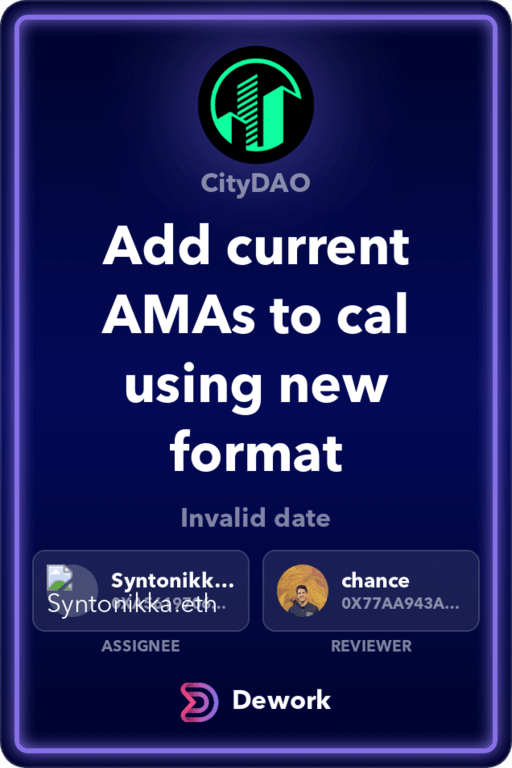 CityDAO
Add current
AMAs to cal
using new
format
Invalid date
Syntonikk...
Syntonikka.eth
ASSIGNEE
chance
0X77AA943A...
REVIEWER
Dework